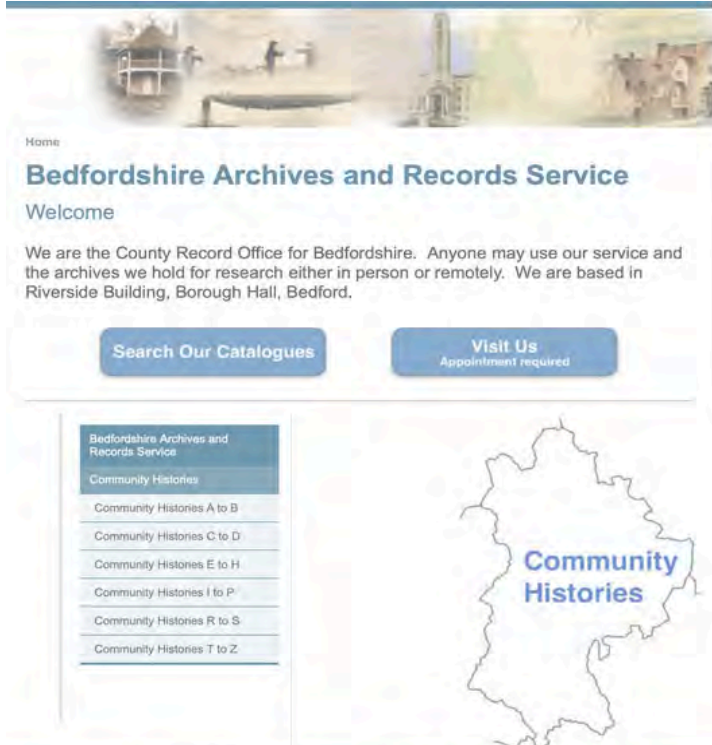 Home
Bedfordshire Archives and Records Service
Welcome
We are the County Record Office for Bedfordshire. Anyone may use our service and
the archives we hold for research either in person or remotely. We are based in
Riverside Building, Borough Hall, Bedford.
Search Our Catalogues
Visit Us
Appointment required
Bedfordshire Archives and
Records Service
Community Histories
Community Histories A to B
Community Histories C to D
Community Histories E to H
Community Histories I to P
Community Histories R to S
Community Histories T to Z
Community
Histories